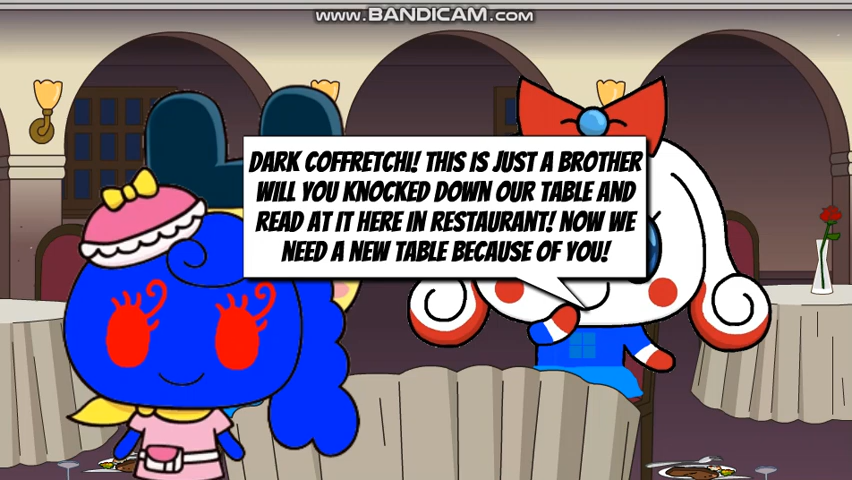 WWW.BANDICAM.COM
DARK COFFRETCHI! THIS IS JUST A BROTHER
WILL YOU KNOCKED DOWN OUR TABLE AND
READ AT IT HERE IN RESTAURANT! NOW WE
NEED A NEW TABLE BECAUSE OF YOU!